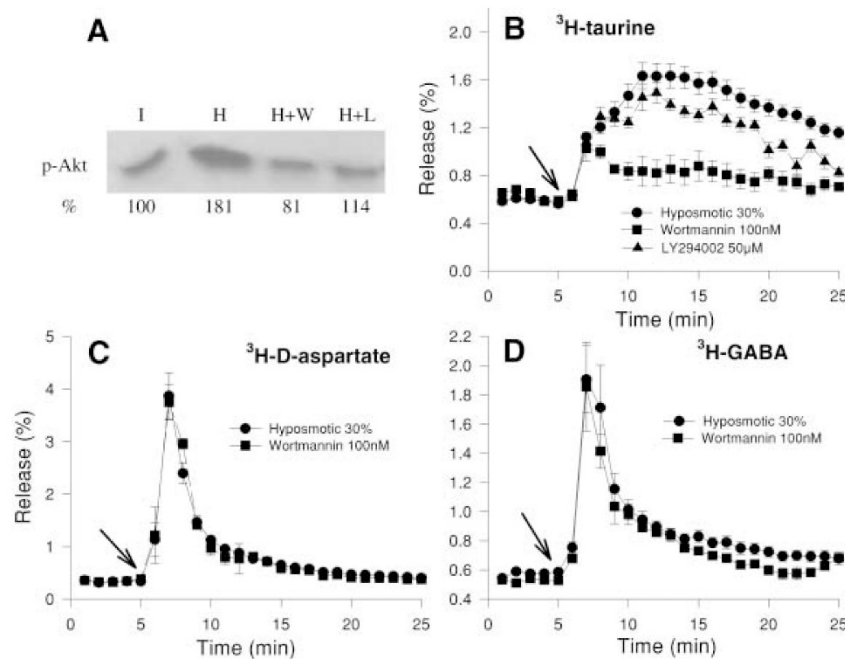 A
I H H+W H+L
p-Akt
% 100 181 81 114
B
³H-taurine
Release (%)
2.0
1.6
1.2
0.8
0.4
0.0
Hyposmotic 30%
Wortmannin 100nM
LY294002 50µM
0 5 10 15 20 25
Time (min)
C
³H-D-aspartate
Release (%)
5
4
3
2
1
0
Hyposmotic 30%
Wortmannin 100nM
0 5 10 15 20 25
Time (min)
D
³H-GABA
Release (%)
2.2
2.0
1.8
1.6
1.4
1.2
1.0
0.8
0.6
0.4
Hyposmotic 30%
Wortmannin 100nM
0 5 10 15 20 25
Time (min)